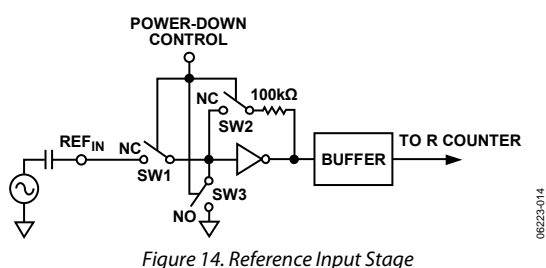 POWER-DOWN
CONTROL
NC
100kΩ
SW2
REFIN
NC
SW1
SW3
NO
BUFFER
TO R COUNTER
06223-014
Figure 14. Reference Input Stage